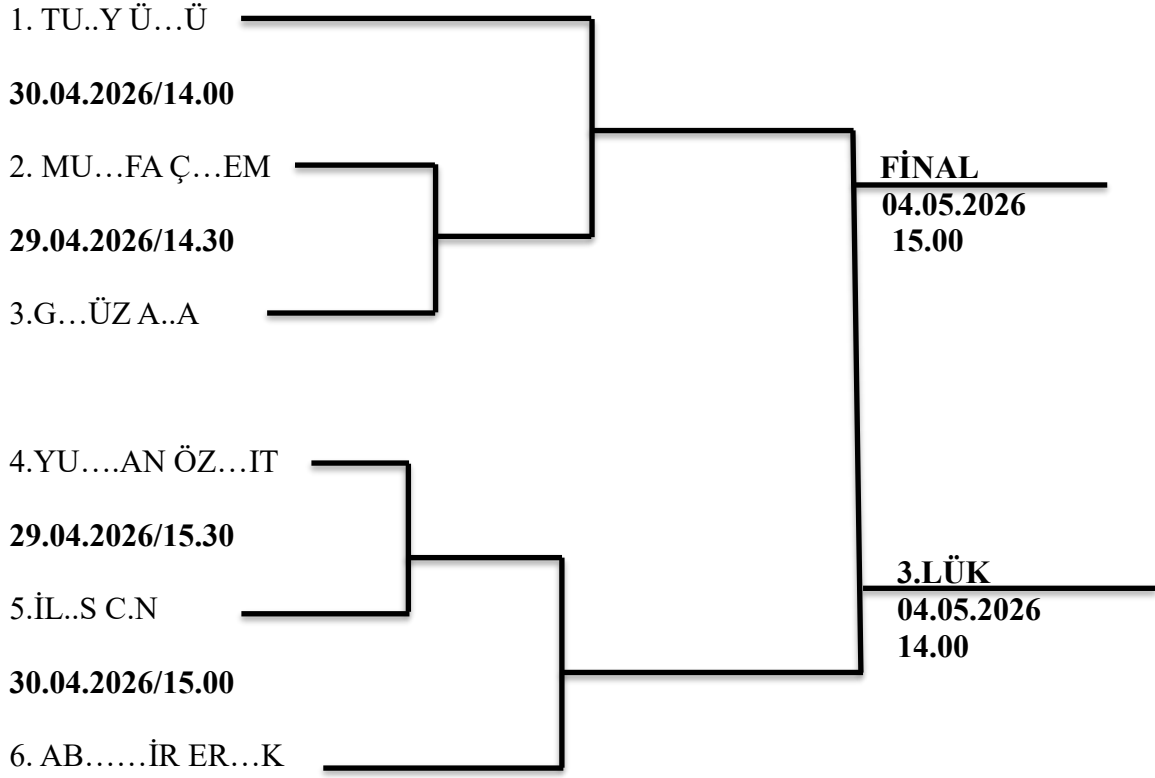 1. TU..Y Ü…Ü
30.04.2026/14.00
2. MU…FA Ç…EM
29.04.2026/14.30
3.G…ÜZ A..A
4.YU….AN ÖZ…IT
29.04.2026/15.30
5.İL..S C.N
30.04.2026/15.00
6. AB……İR ER…K
FİNAL
04.05.2026
15.00
3.LÜK
04.05.2026
14.00